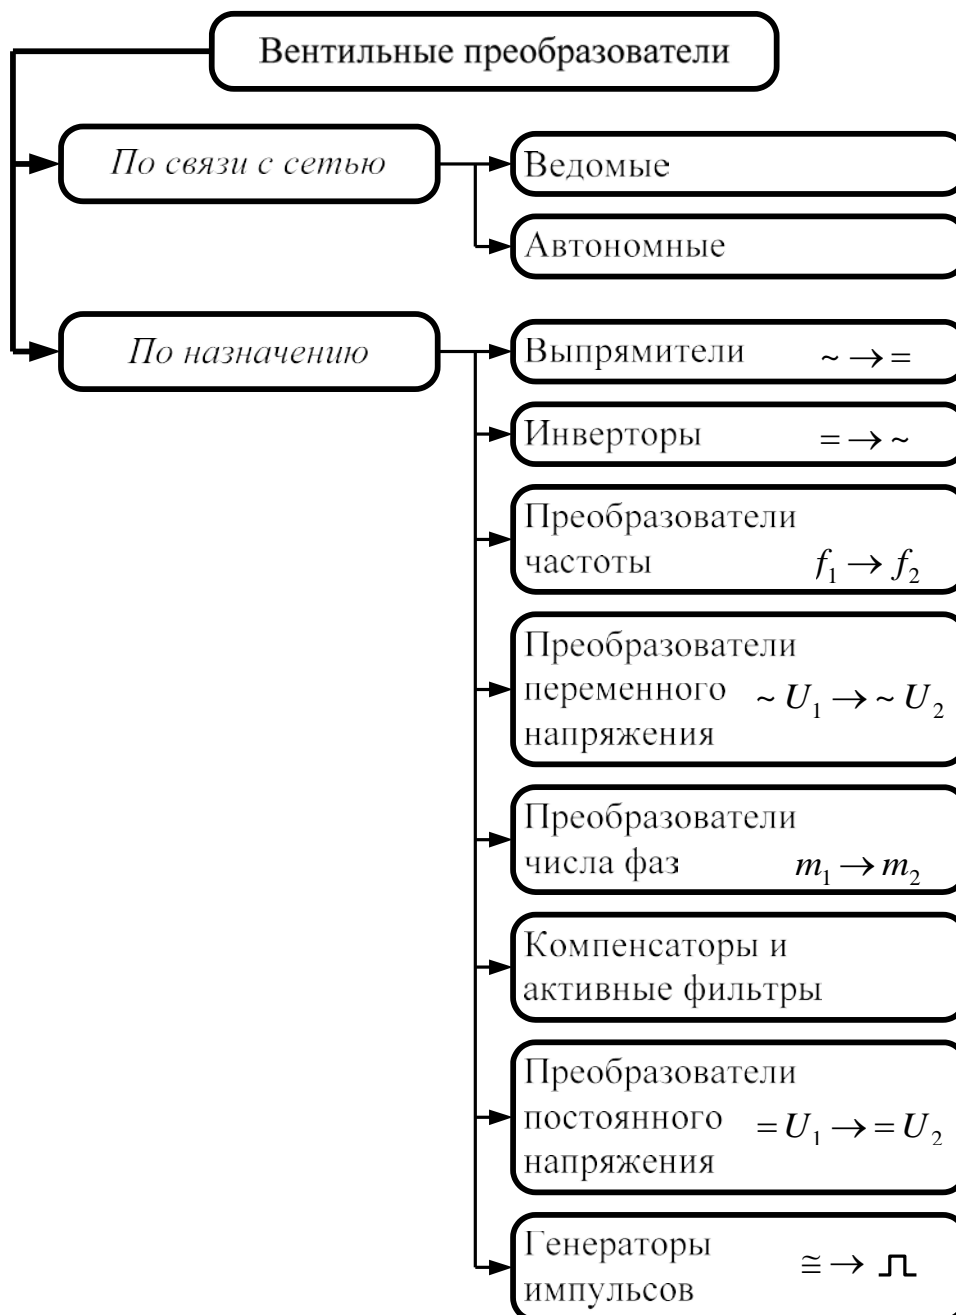 Вентильные преобразователи
По связи с сетью
Ведомые
Автономные
По назначению
Выпрямители ~ → =
Инверторы = → ~
Преобразователи
частоты f₁ → f₂
Преобразователи
переменного ~ U₁ → ~ U₂
напряжения
Преобразователи
числа фаз m₁ → m₂
Компенсаторы и
активные фильтры
Преобразователи
постоянного = U₁ → = U₂
напряжения
Генераторы
импульсов ≅ → ⎍